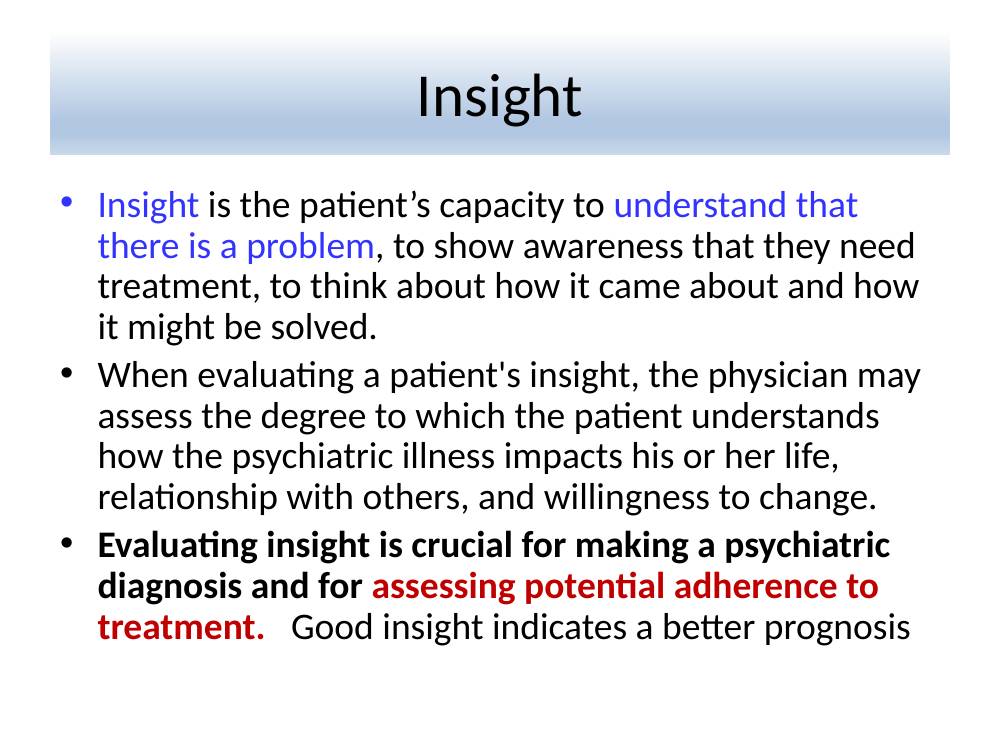 Insight
• Insight is the patient’s capacity to understand that
there is a problem, to show awareness that they need
treatment, to think about how it came about and how
it might be solved.
• When evaluating a patient's insight, the physician may
assess the degree to which the patient understands
how the psychiatric illness impacts his or her life,
relationship with others, and willingness to change.
• Evaluating insight is crucial for making a psychiatric
diagnosis and for assessing potential adherence to
treatment.   Good insight indicates a better prognosis